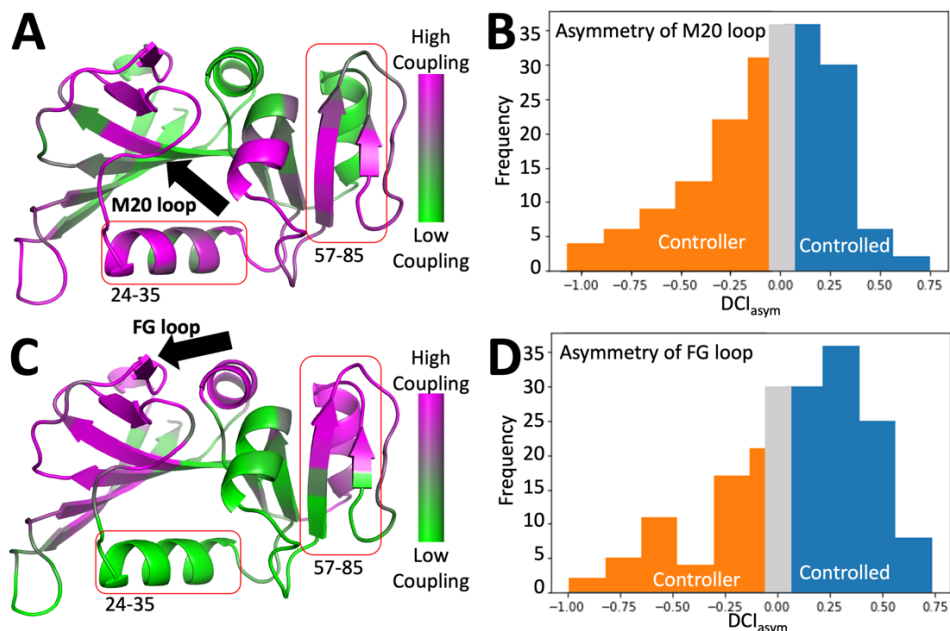 A
High
Coupling
M20 loop
Low
Coupling
24-35
57-85
B
Asymmetry of M20 loop
Frequency
35
30
25
20
15
10
5
0
Controller
Controlled
−1.00
−0.75
−0.50
−0.25
0.00
0.25
0.50
0.75
DCIasym
C
FG loop
High
Coupling
Low
Coupling
24-35
57-85
D
Asymmetry of FG loop
Frequency
35
30
25
20
15
10
5
0
Controller
Controlled
−1.00
−0.75
−0.50
−0.25
0.00
0.25
0.50
0.75
DCIasym